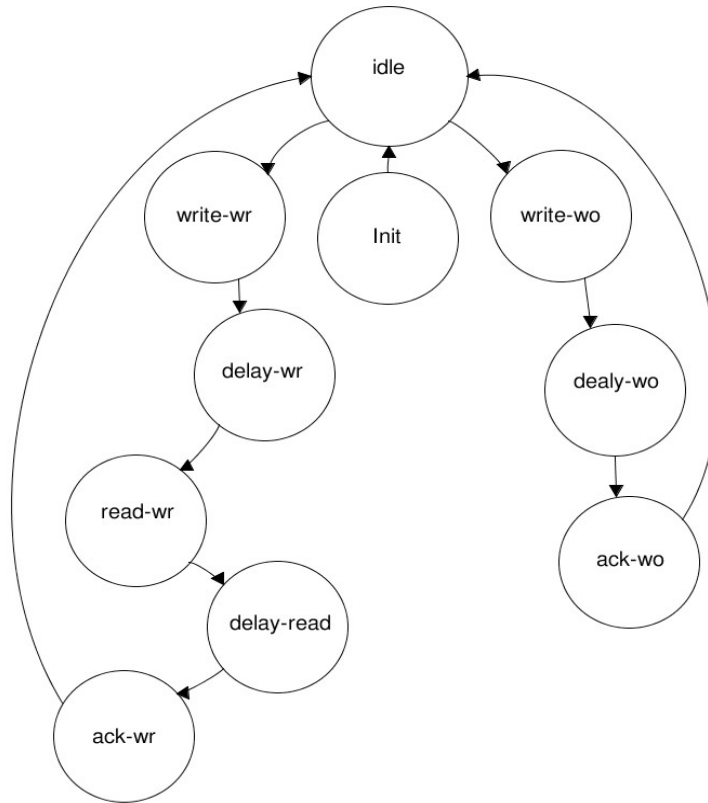 idle
write-wr
Init
write-wo
delay-wr
dealy-wo
read-wr
ack-wo
delay-read
ack-wr